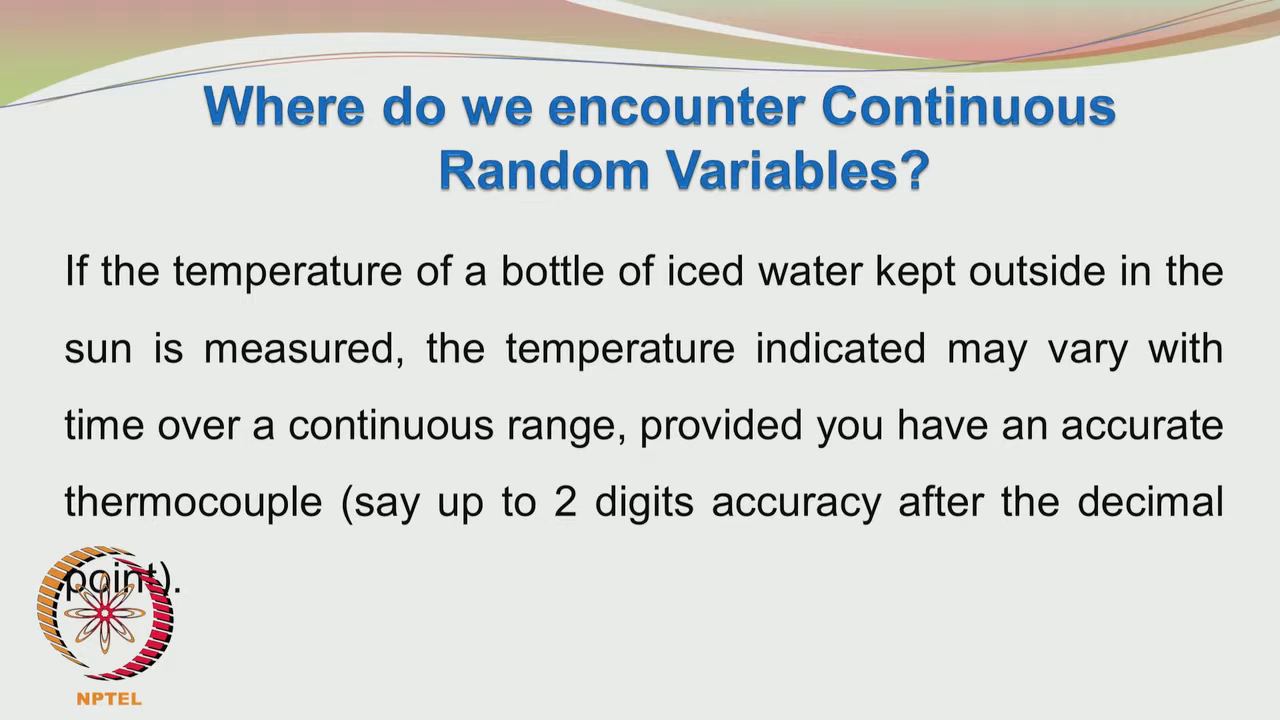 Where do we encounter Continuous
Random Variables?
If the temperature of a bottle of iced water kept outside in the
sun is measured, the temperature indicated may vary with
time over a continuous range, provided you have an accurate
thermocouple (say up to 2 digits accuracy after the decimal
point).
NPTEL